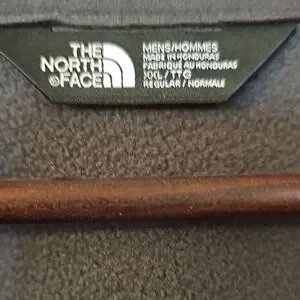 THE
NORTH
FACE
MENS/HOMMES
MADE IN HONDURAS
FABRIQUÉ AU HONDURAS
XXL/TTG
REGULAR / NORMALE